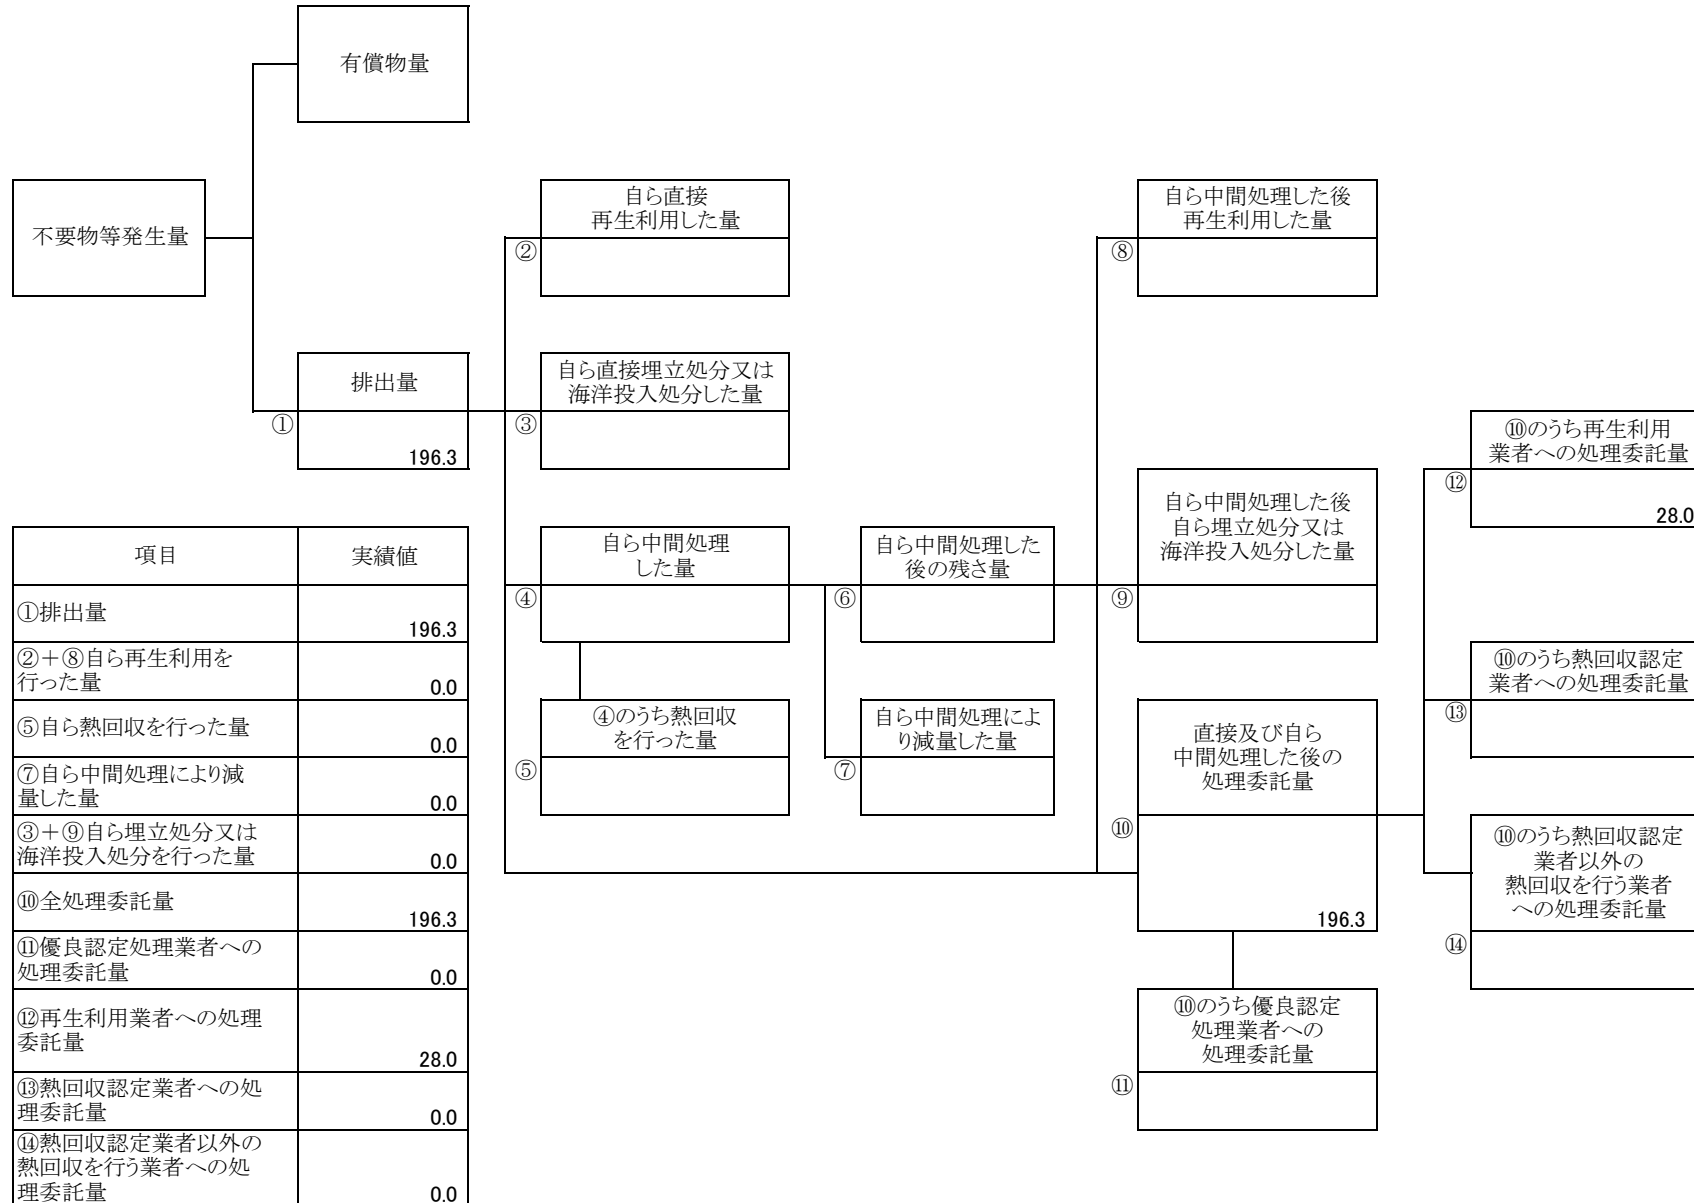 有償物量
不要物等発生量
自ら直接
再生利用した量
②
自ら中間処理した後
再生利用した量
⑧
排出量
①
196.3
自ら直接埋立処分又は
海洋投入処分した量
③
⑩のうち再生利用
業者への処理委託量
⑫
28.0
自ら中間処理
した量
④
自ら中間処理した
後の残さ量
⑥
自ら中間処理した後
自ら埋立処分又は
海洋投入処分した量
⑨
⑩のうち熱回収認定
業者への処理委託量
⑬
④のうち熱回収
を行った量
⑤
自ら中間処理によ
り減量した量
⑦
直接及び自ら
中間処理した後の
処理委託量
⑩
196.3
⑩のうち熱回収認定
業者以外の
熱回収を行う業者
への処理委託量
⑭
⑩のうち優良認定
処理業者への
処理委託量
⑪
項目 実績値
①排出量
196.3
②＋⑧自ら再生利用を
行った量
0.0
⑤自ら熱回収を行った量
0.0
⑦自ら中間処理により減
量した量
0.0
③＋⑨自ら埋立処分又は
海洋投入処分を行った量
0.0
⑩全処理委託量
196.3
⑪優良認定処理業者への
処理委託量
0.0
⑫再生利用業者への処理
委託量
28.0
⑬熱回収認定業者への処
理委託量
0.0
⑭熱回収認定業者以外の
熱回収を行う業者への処
理委託量
0.0